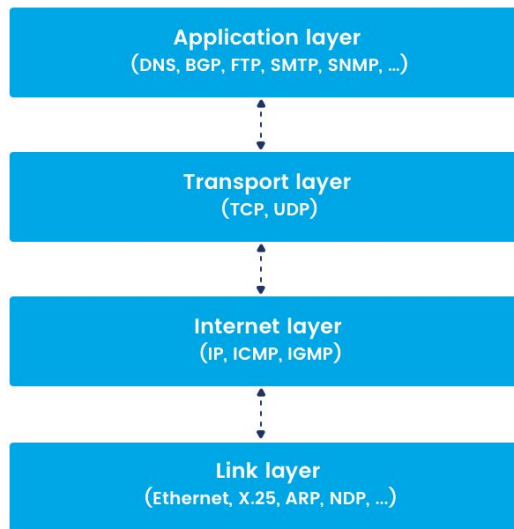 Application layer
(DNS, BGP, FTP, SMTP, SNMP, ...)
Transport layer
(TCP, UDP)
Internet layer
(IP, ICMP, IGMP)
Link layer
(Ethernet, X.25, ARP, NDP, ...)